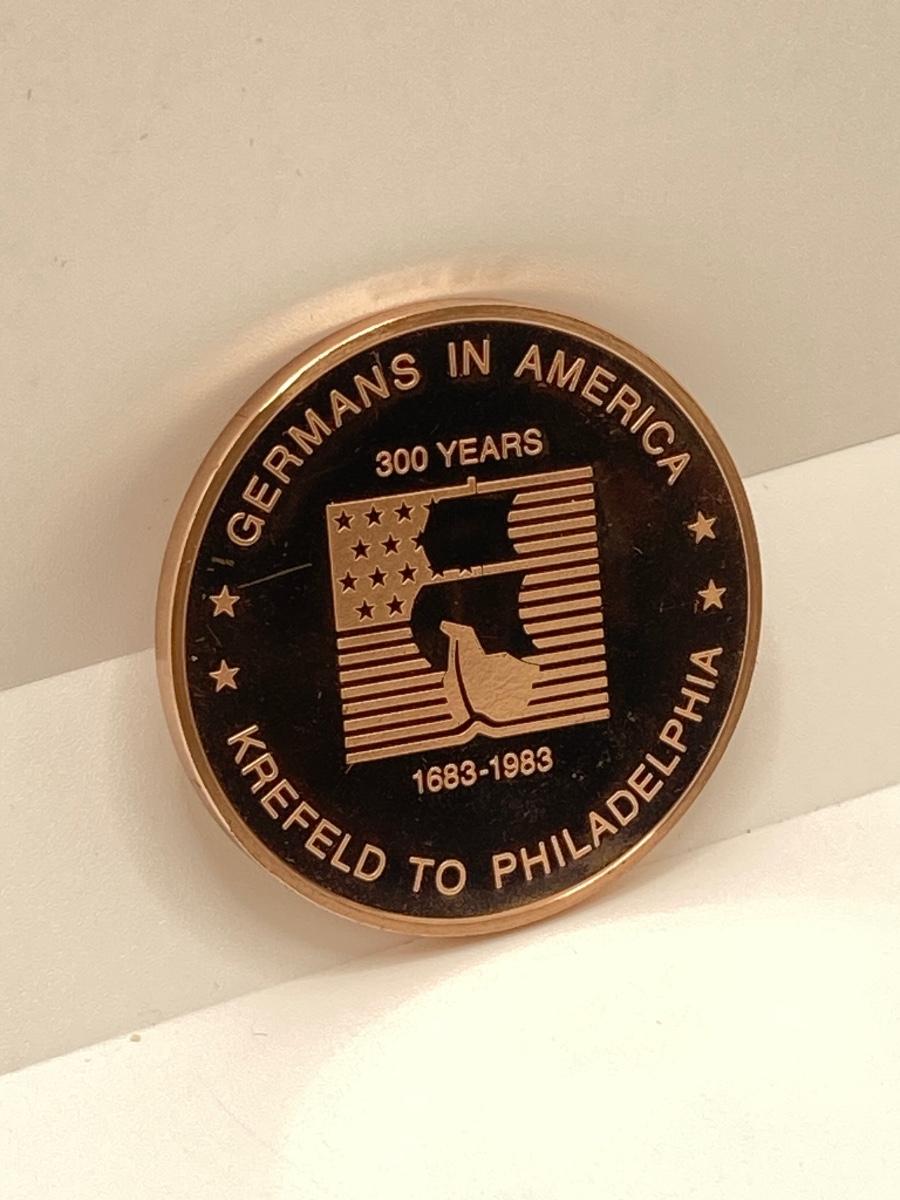 GERMANS IN AMERICA
300 YEARS
1683-1983
KREFELD TO PHILADELPHIA